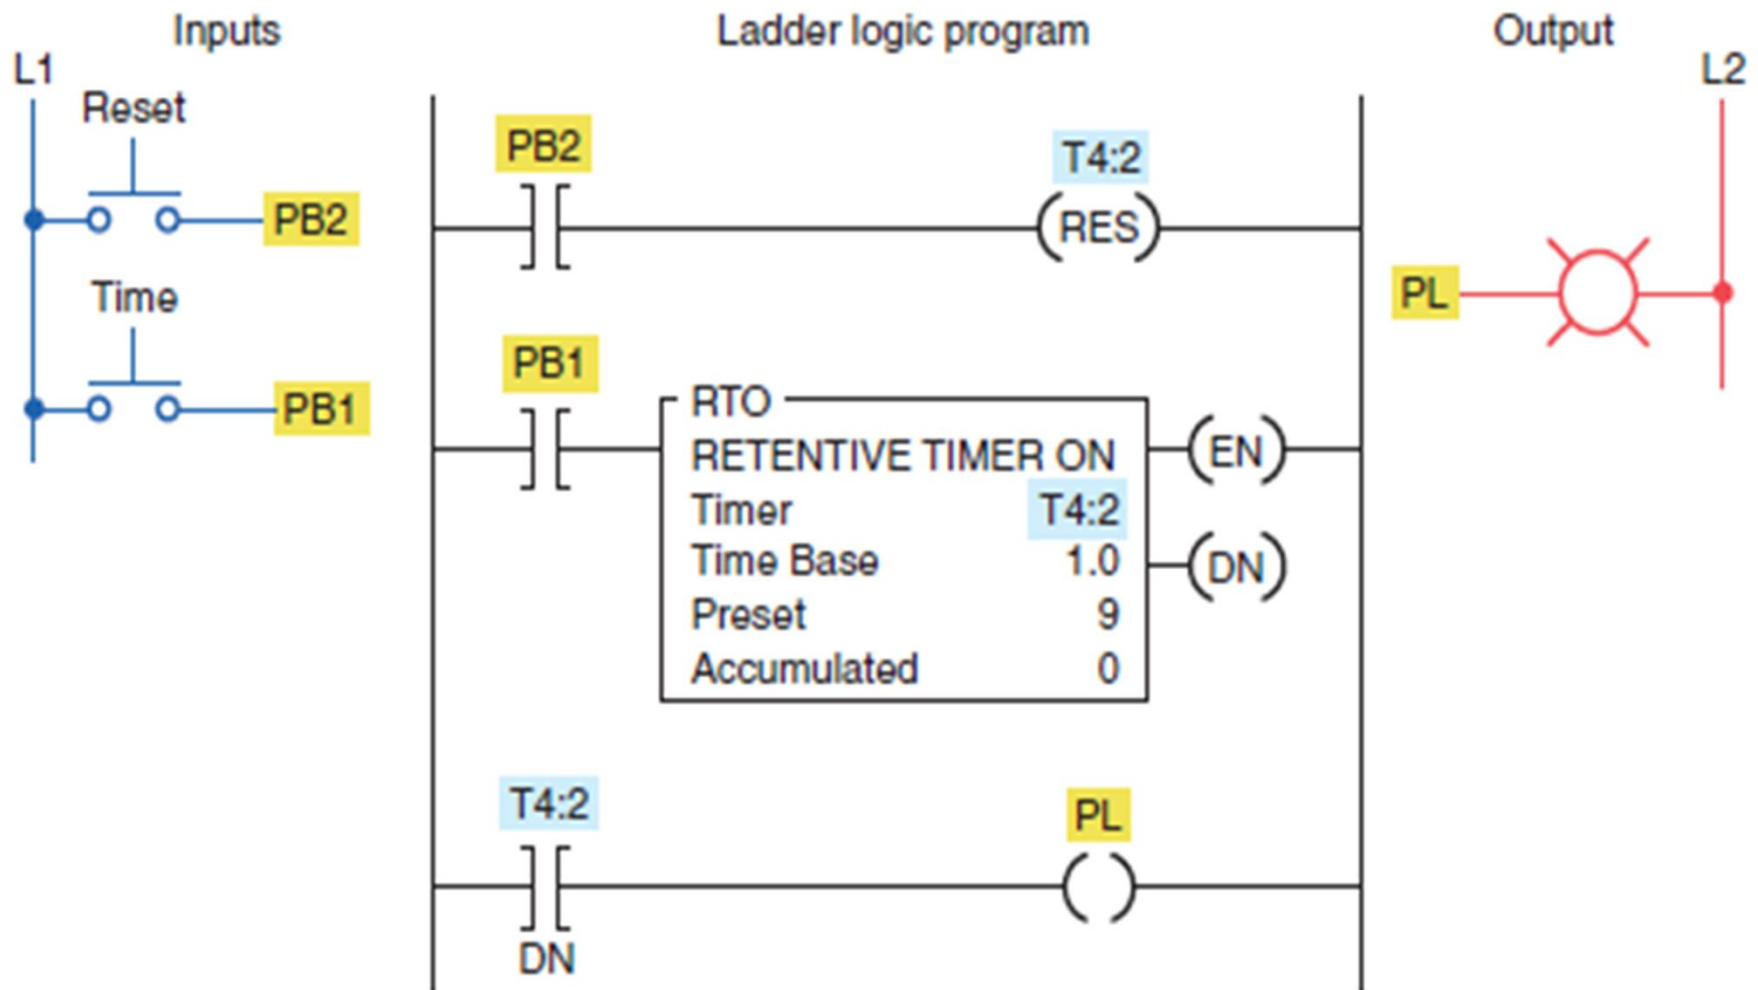 Inputs
Ladder logic program
Output
L1
L2
Reset
PB2
Time
PB1
PB2
T4:2
RES
PB1
RTO
RETENTIVE TIMER ON
EN
Timer T4:2
Time Base 1.0
DN
Preset 9
Accumulated 0
T4:2
PL
DN
PL